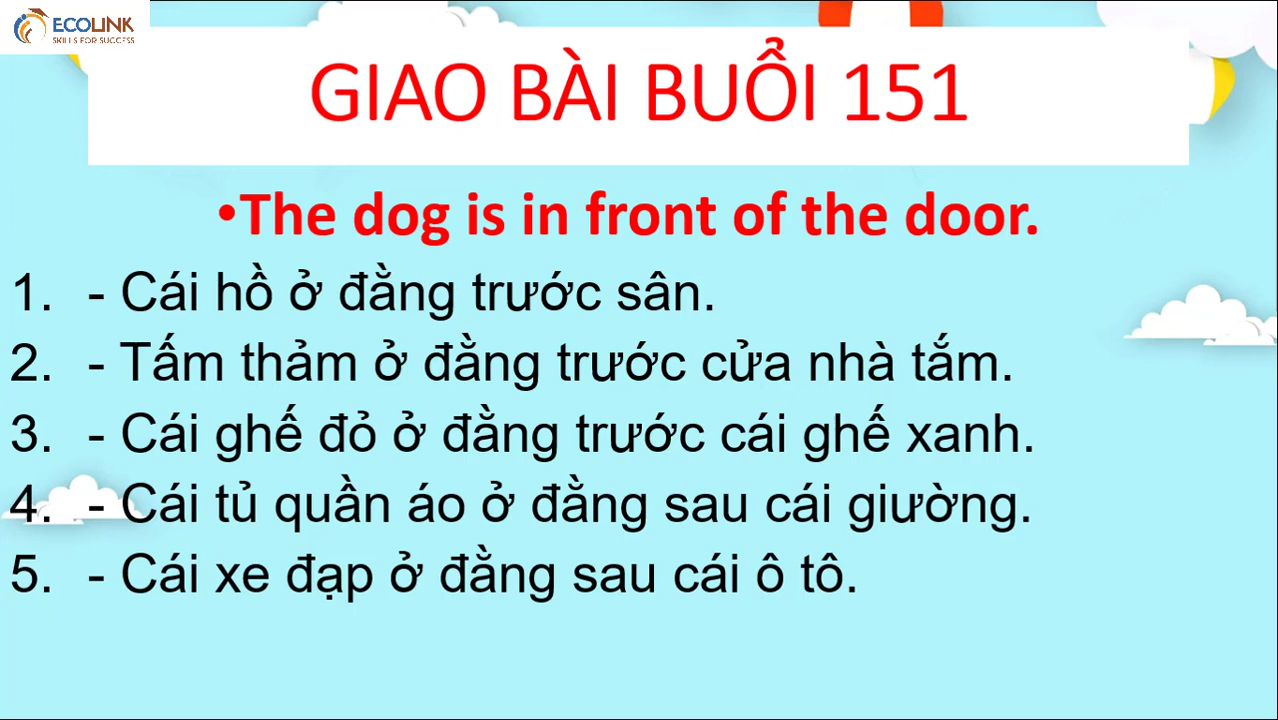 ECOLINK
SKILLS FOR SUCCESS
GIAO BÀI BUỔI 151
•The dog is in front of the door.
1. - Cái hồ ở đằng trước sân.
2. - Tấm thảm ở đằng trước cửa nhà tắm.
3. - Cái ghế đỏ ở đằng trước cái ghế xanh.
4. - Cái tủ quần áo ở đằng sau cái giường.
5. - Cái xe đạp ở đằng sau cái ô tô.